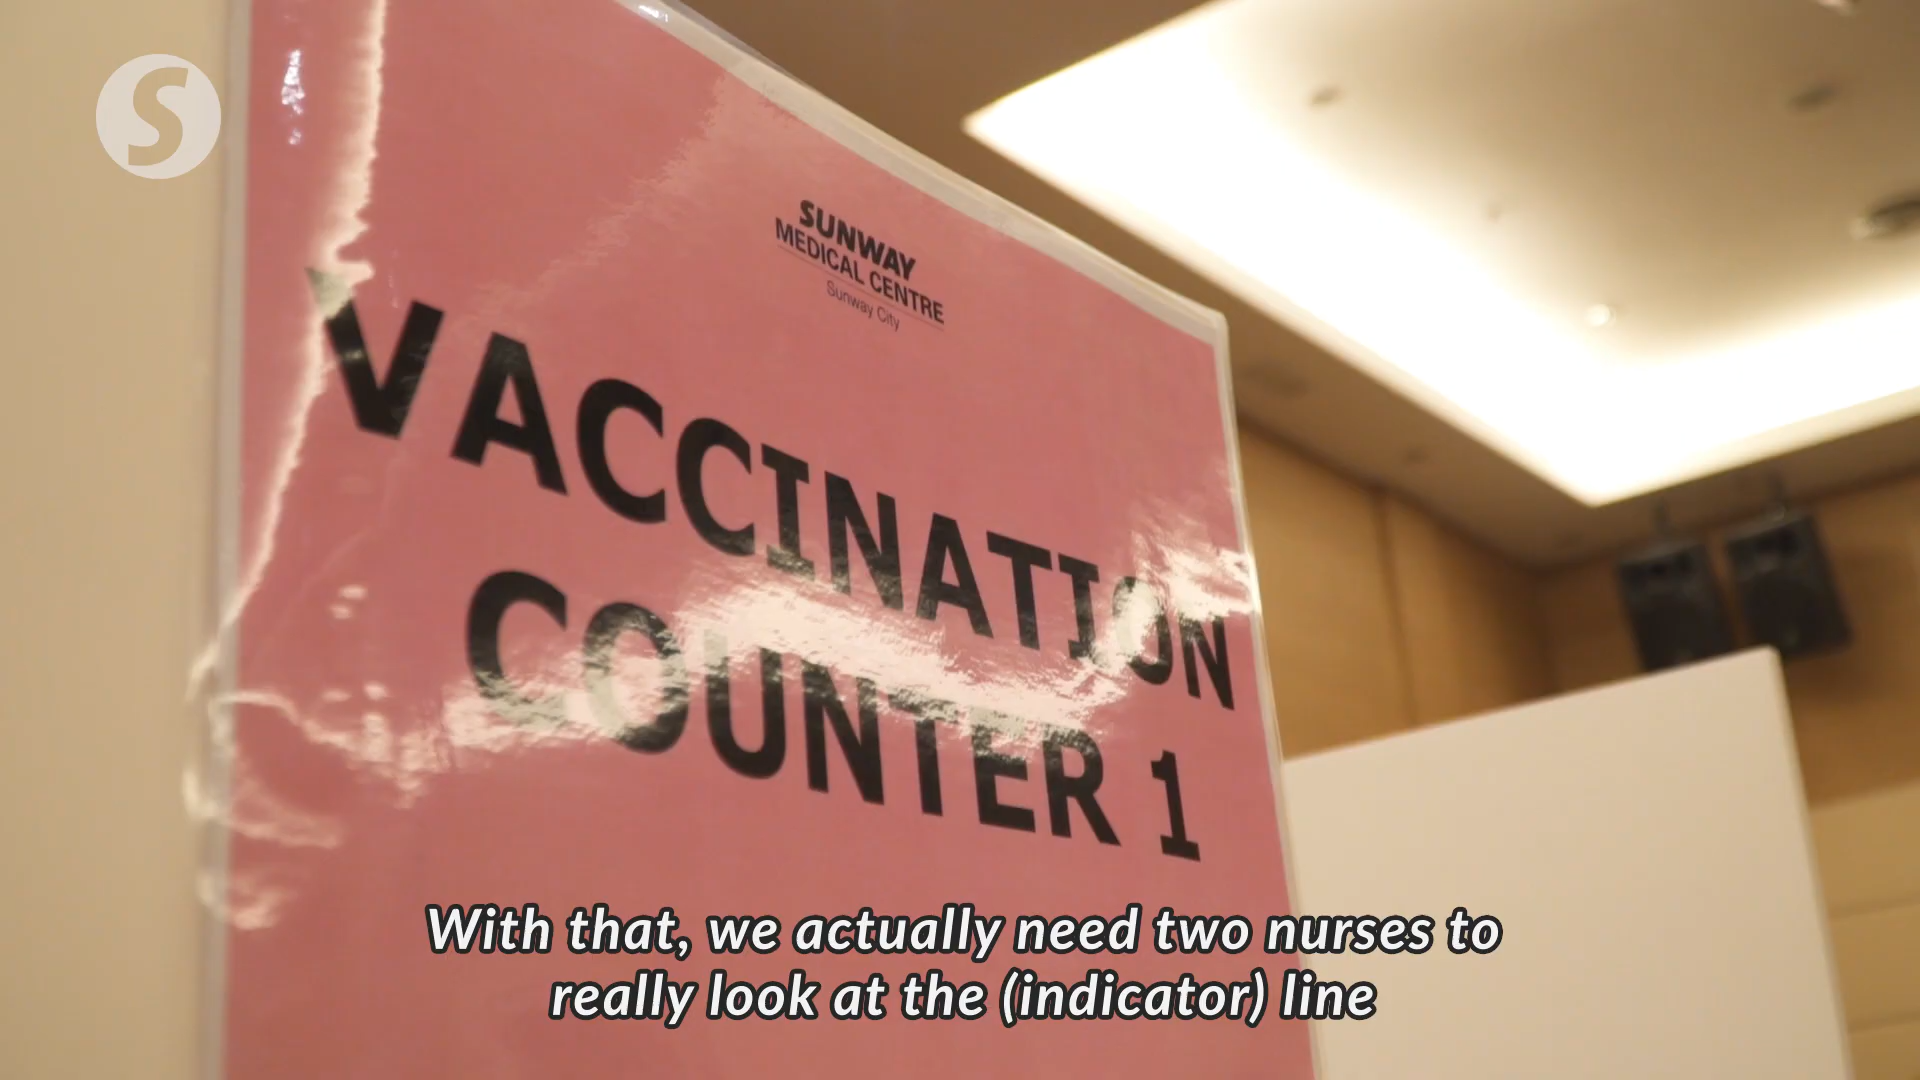 S
SUNWAY
MEDICAL CENTRE
Sunway City
VACCINATION
COUNTER 1
With that, we actually need two nurses to
really look at the (indicator) line